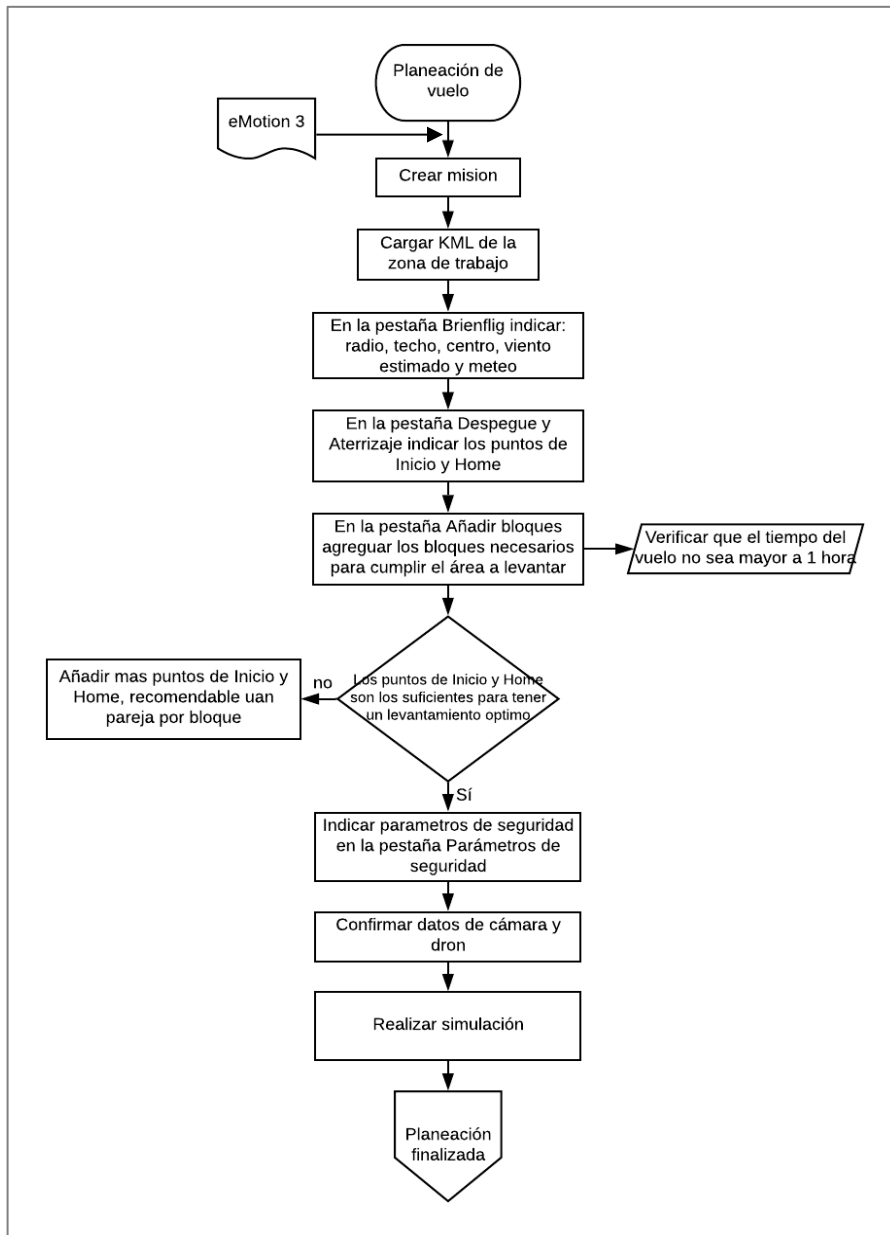 Planeación de
vuelo
eMotion 3
Crear mision
Cargar KML de la
zona de trabajo
En la pestaña Brienflig indicar:
radio, techo, centro, viento
estimado y meteo
En la pestaña Despegue y
Aterrizaje indicar los puntos de
Inicio y Home
En la pestaña Añadir bloques
agreguar los bloques necesarios
para cumplir el área a levantar
Verificar que el tiempo del
vuelo no sea mayor a 1 hora
Los puntos de Inicio y Home
son los suficientes para tener
un levantamiento optimo
no
Añadir mas puntos de Inicio y
Home, recomendable uan
pareja por bloque
Sí
Indicar parametros de seguridad
en la pestaña Parámetros de
seguridad
Confirmar datos de cámara y
dron
Realizar simulación
Planeación
finalizada